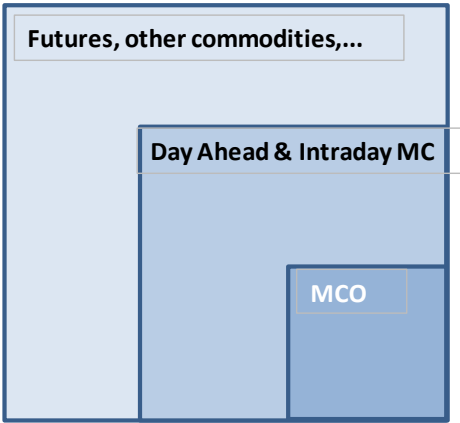 Futures, other commodities,...
Day Ahead & Intraday MC
MCO